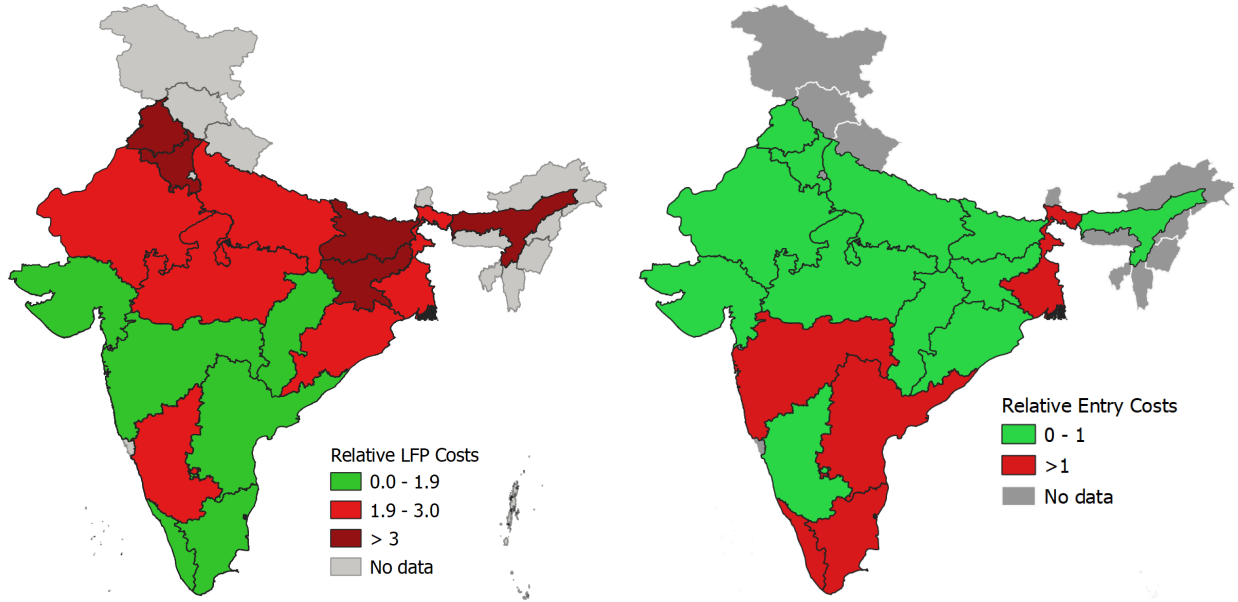 Relative LFP Costs
0.0 - 1.9
1.9 - 3.0
> 3
No data
Relative Entry Costs
0 - 1
>1
No data